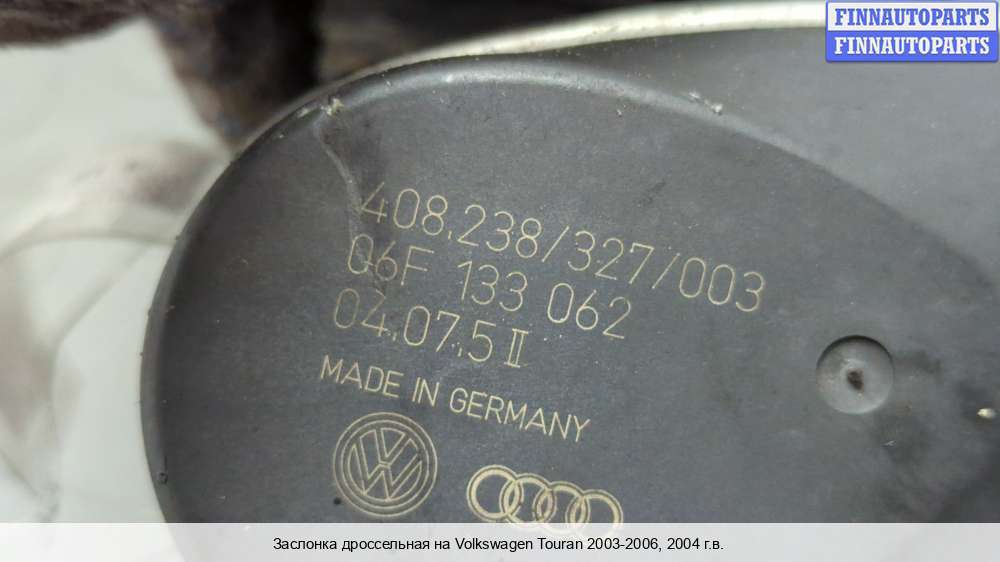 FINNAUTOPARTS
FINNAUTOPARTS
408.238/327/003
06F 133 062
04.07.5 II
MADE IN GERMANY
Заслонка дроссельная на Volkswagen Touran 2003-2006, 2004 г.в.